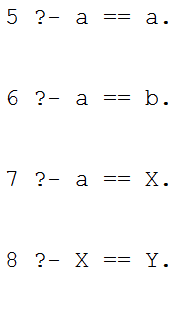 5 ?- a == a.
6 ?- a == b.
7 ?- a == X.
8 ?- X == Y.